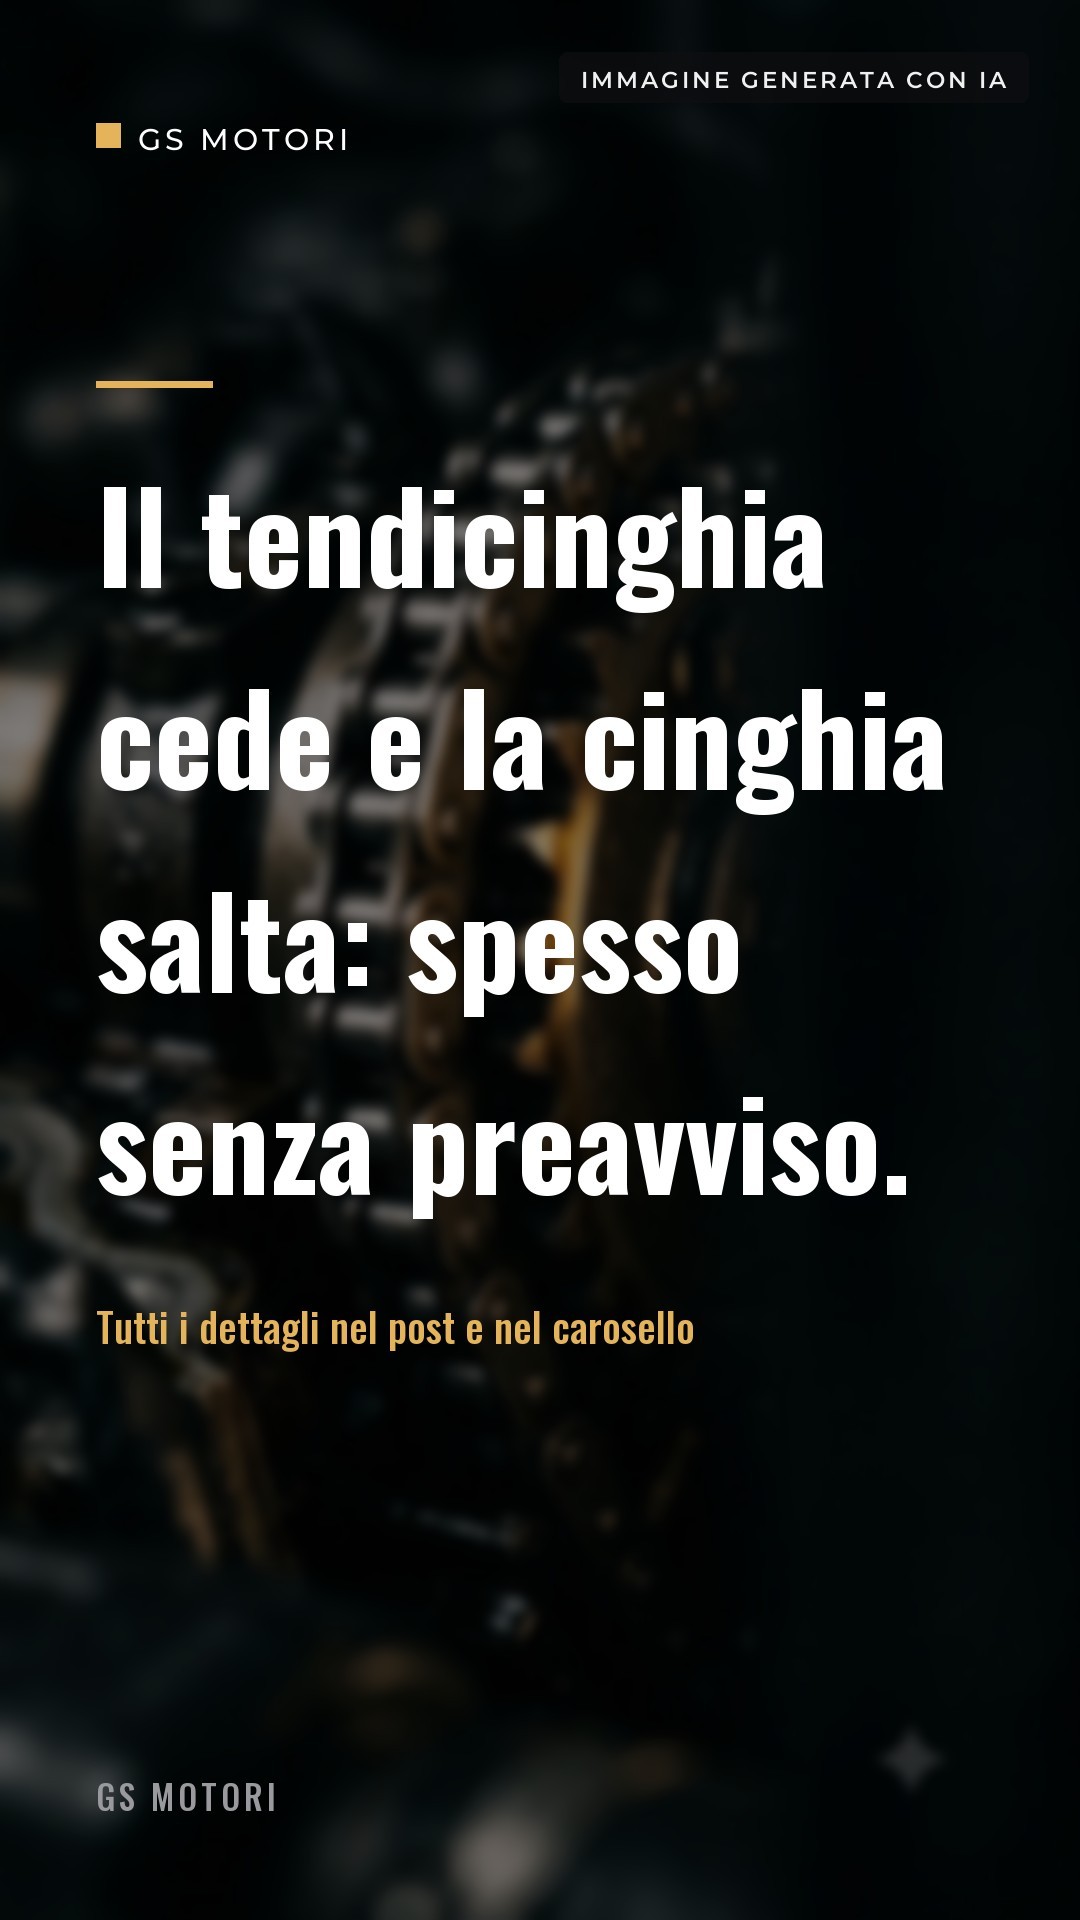 IMMAGINE GENERATA CON IA
GS MOTORI
Il tendicinghia
cede e la cinghia
salta: spesso
senza preavviso.
Tutti i dettagli nel post e nel carosello
GS MOTORI